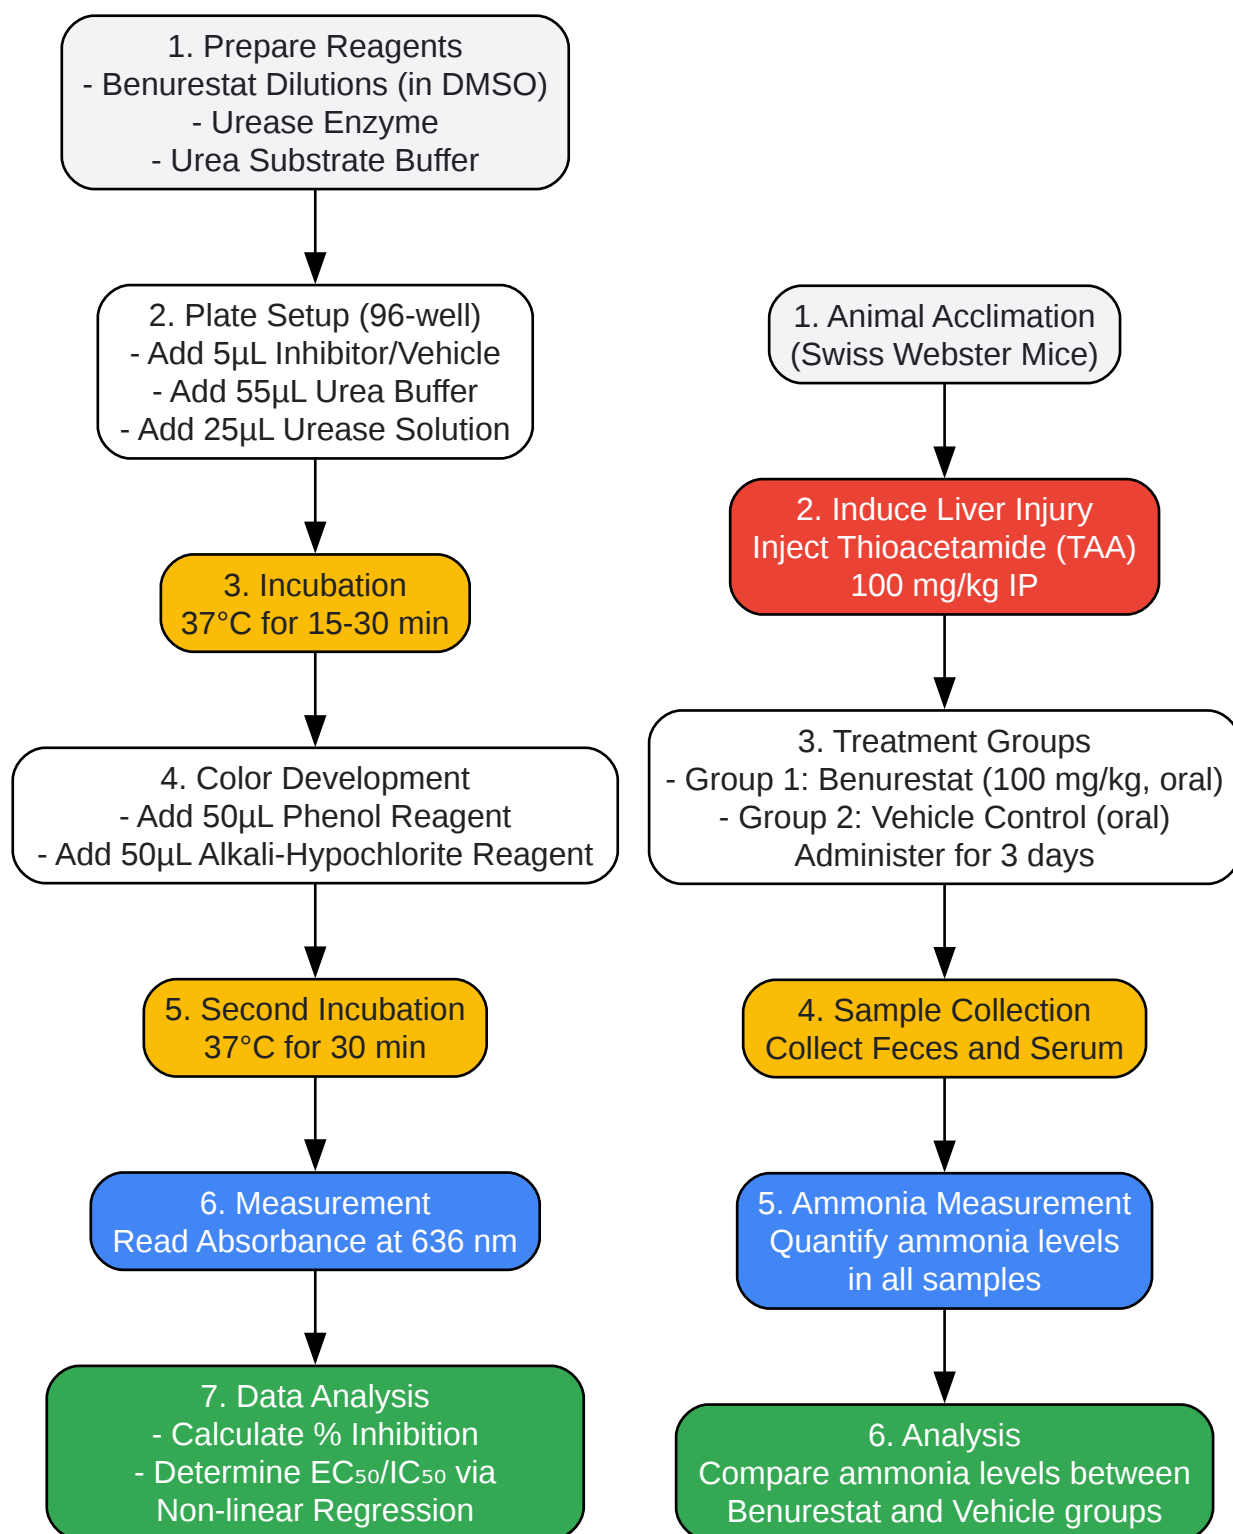 1. Prepare Reagents
- Benurestat Dilutions (in DMSO)
- Urease Enzyme
- Urea Substrate Buffer
2. Plate Setup (96-well)
- Add 5µL Inhibitor/Vehicle
- Add 55µL Urea Buffer
- Add 25µL Urease Solution
3. Incubation
37°C for 15-30 min
4. Color Development
- Add 50µL Phenol Reagent
- Add 50µL Alkali-Hypochlorite Reagent
5. Second Incubation
37°C for 30 min
6. Measurement
Read Absorbance at 636 nm
7. Data Analysis
- Calculate % Inhibition
- Determine EC₅₀/IC₅₀ via
Non-linear Regression
1. Animal Acclimation
(Swiss Webster Mice)
2. Induce Liver Injury
Inject Thioacetamide (TAA)
100 mg/kg IP
3. Treatment Groups
- Group 1: Benurestat (100 mg/kg, oral)
- Group 2: Vehicle Control (oral)
Administer for 3 days
4. Sample Collection
Collect Feces and Serum
5. Ammonia Measurement
Quantify ammonia levels
in all samples
6. Analysis
Compare ammonia levels between
Benurestat and Vehicle groups